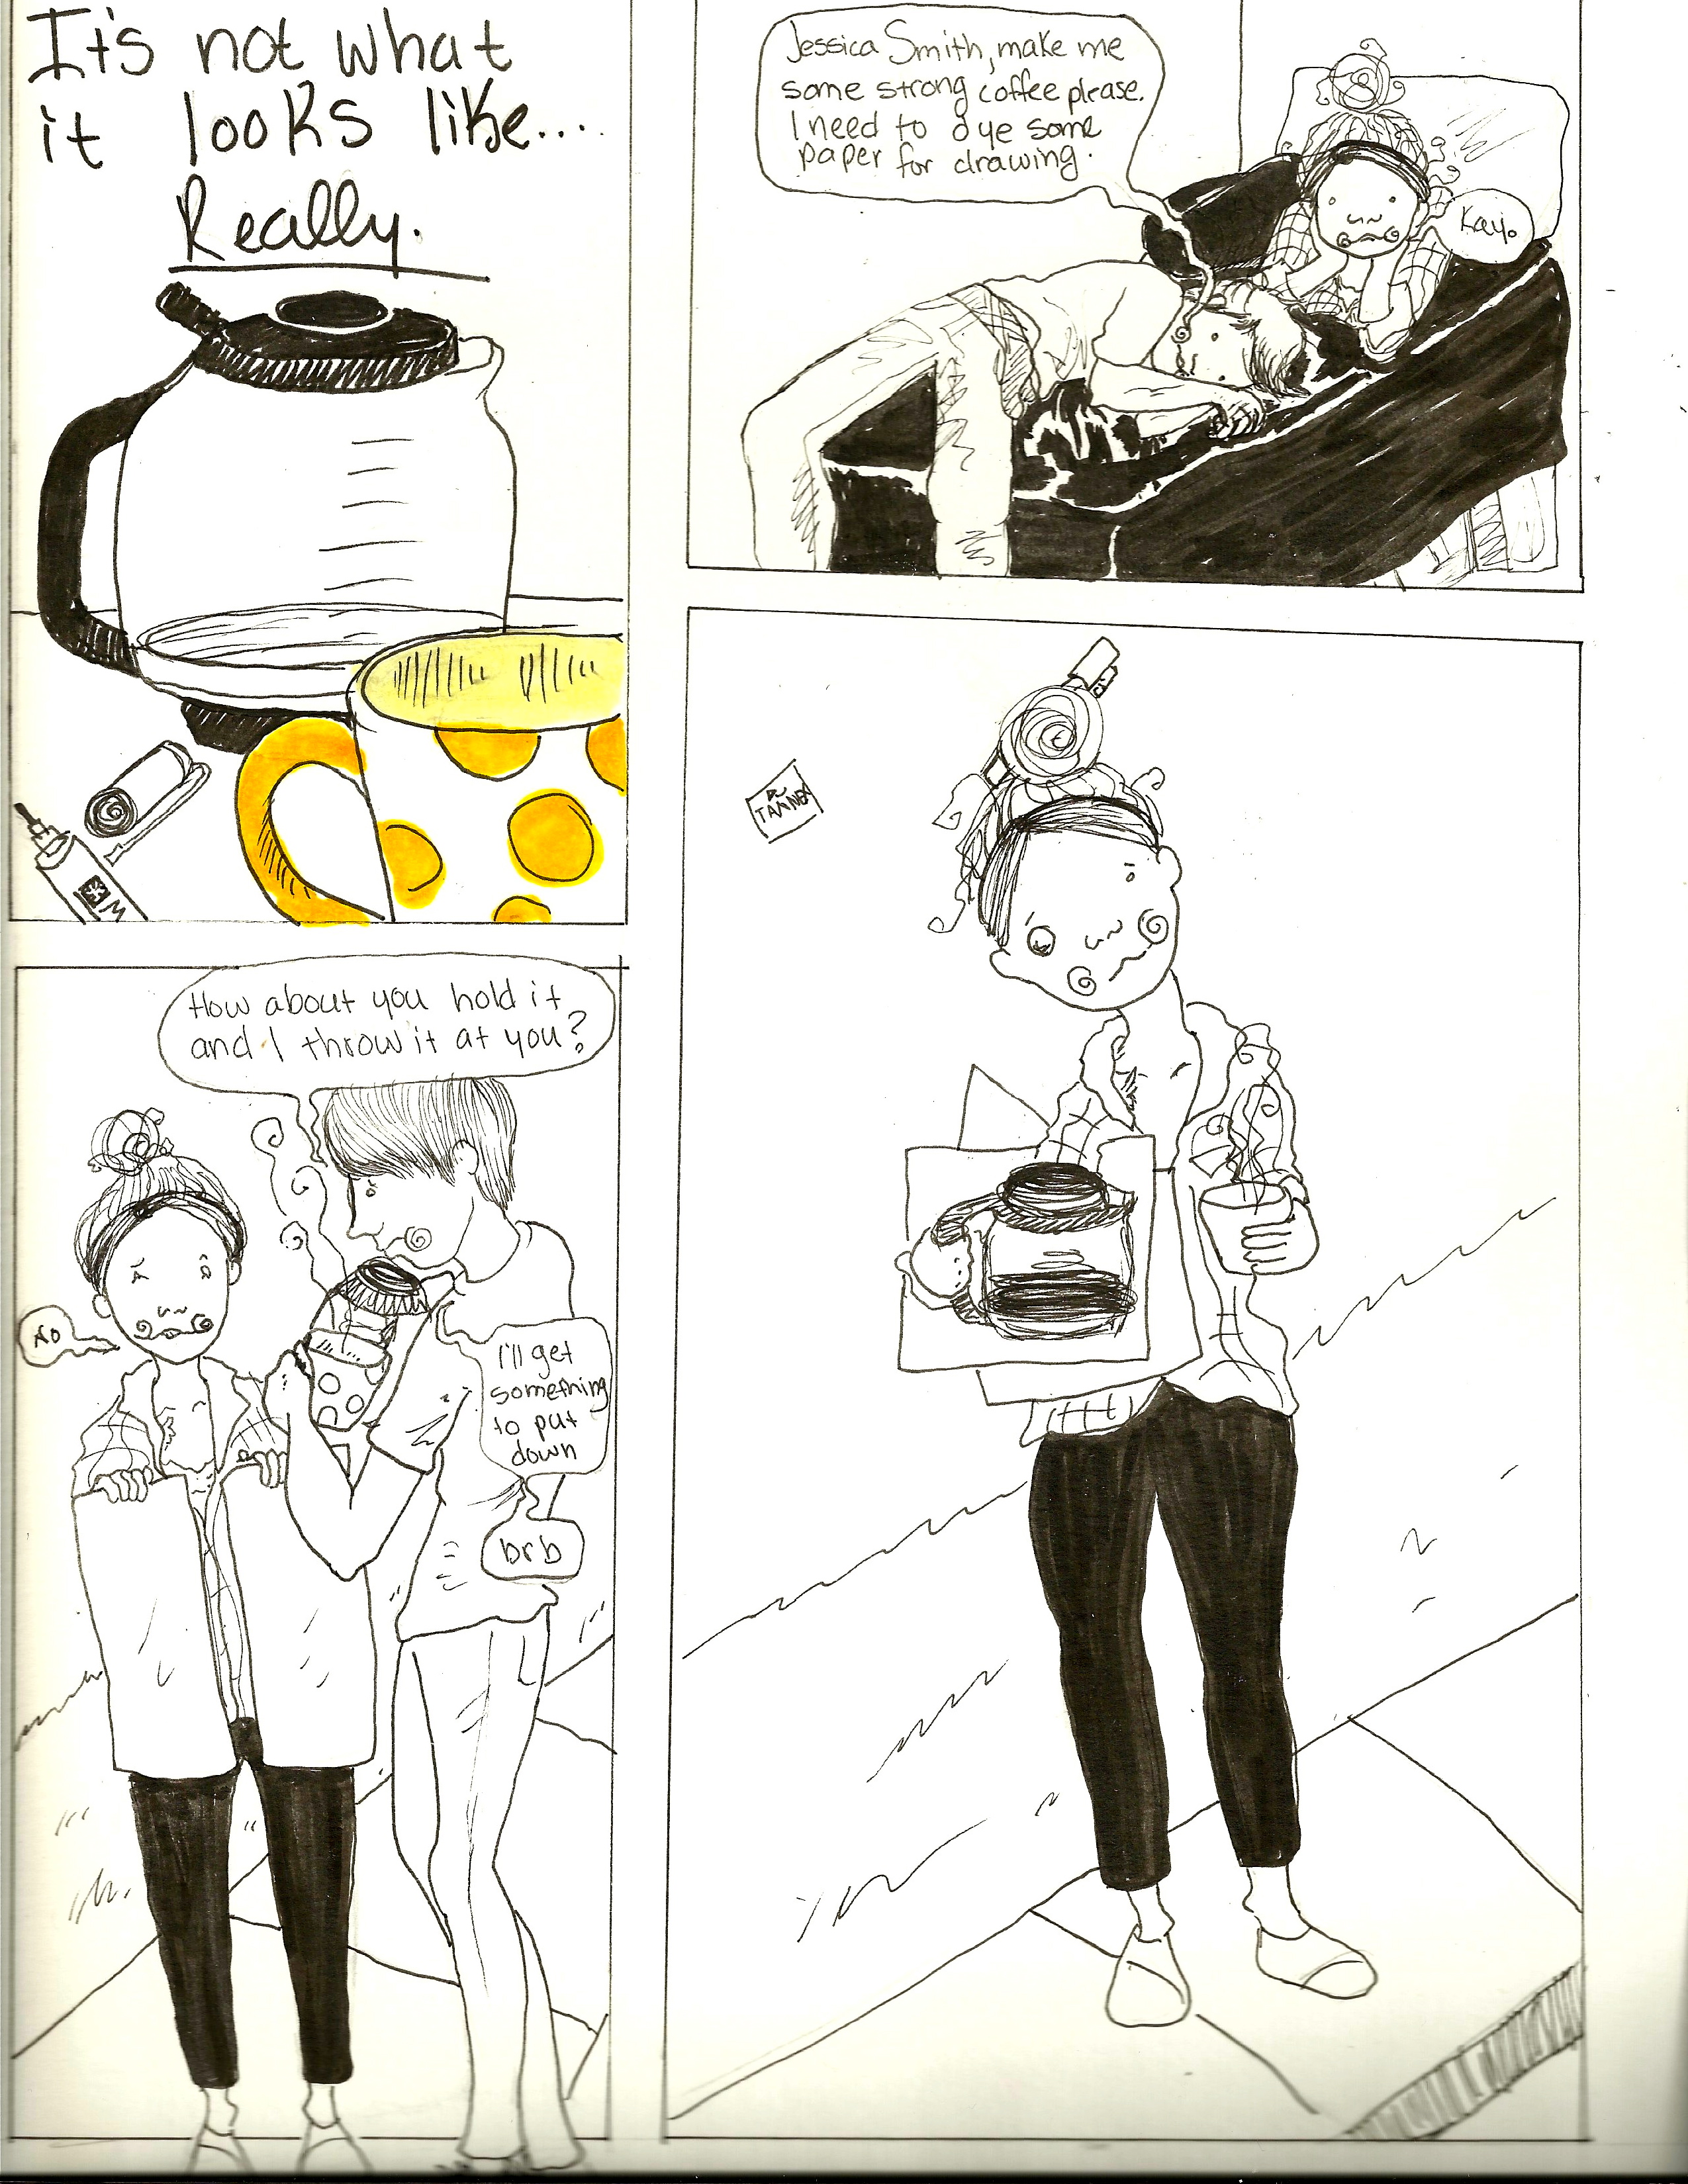 It's not what
it looks like....
Really.
Jessica Smith, make me
some strong coffee please.
I need to dye some
paper for drawing.
Kay.
How about you hold it
and I throw it at you?
No
I'll get
something
to put
down
brb